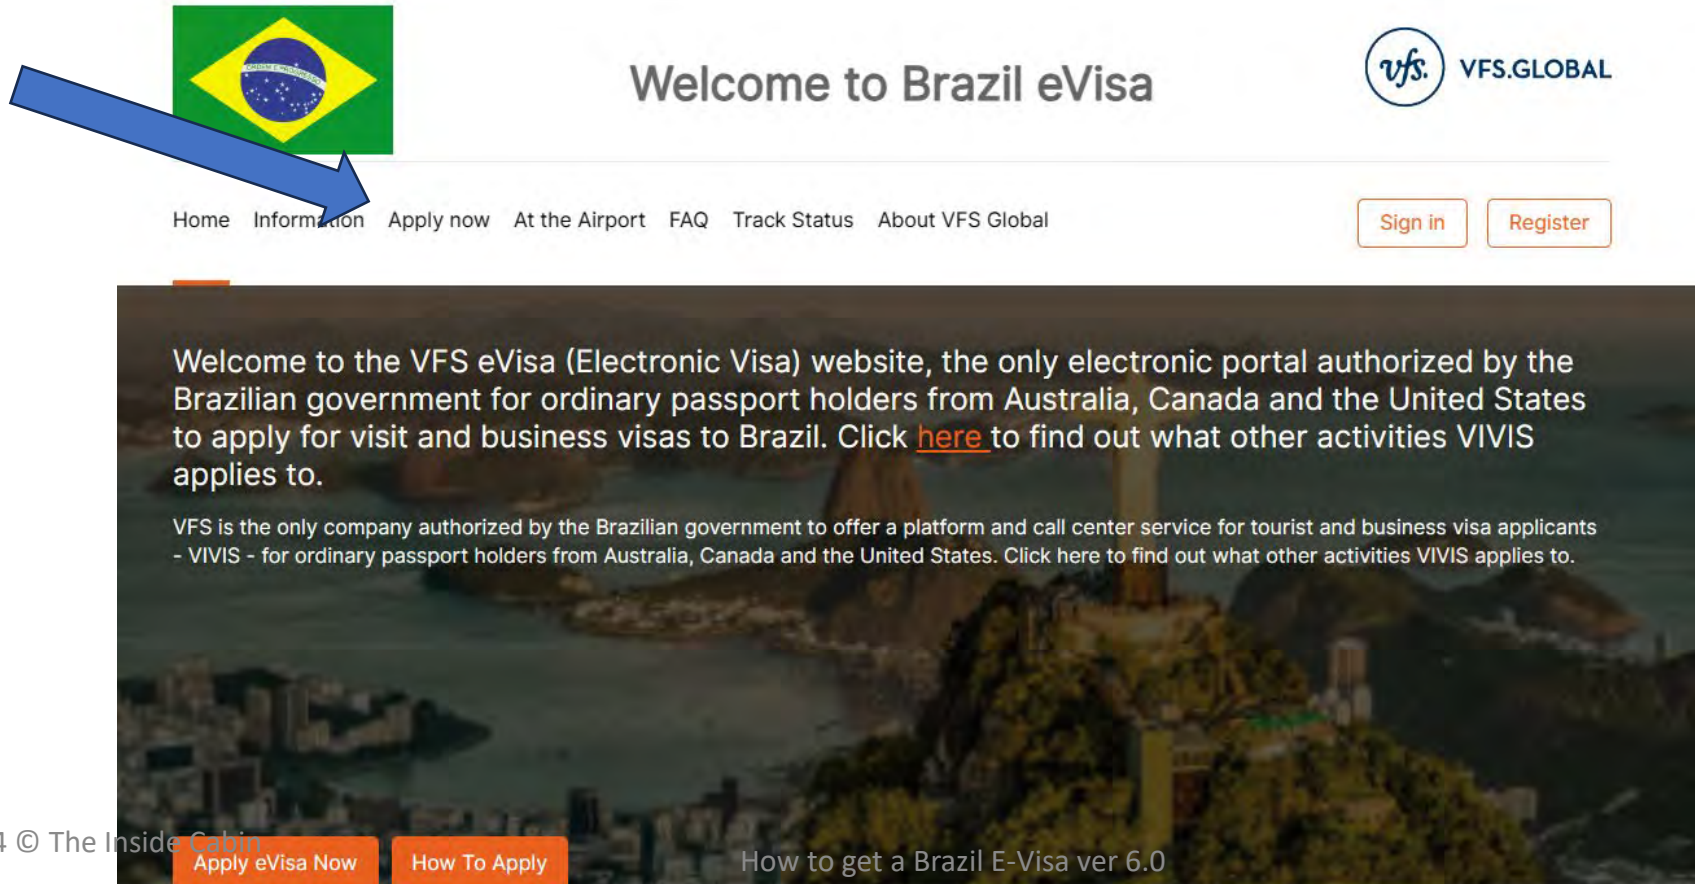 Welcome to Brazil eVisa
vfs. VFS.GLOBAL
Home Information Apply now At the Airport FAQ Track Status About VFS Global
Sign in Register
Welcome to the VFS eVisa (Electronic Visa) website, the only electronic portal authorized by the
Brazilian government for ordinary passport holders from Australia, Canada and the United States
to apply for visit and business visas to Brazil. Click here to find out what other activities VIVIS
applies to.
VFS is the only company authorized by the Brazilian government to offer a platform and call center service for tourist and business visa applicants
- VIVIS - for ordinary passport holders from Australia, Canada and the United States. Click here to find out what other activities VIVIS applies to.
4 © The Inside Cabin
Apply eVisa Now How To Apply
How to get a Brazil E-Visa ver 6.0